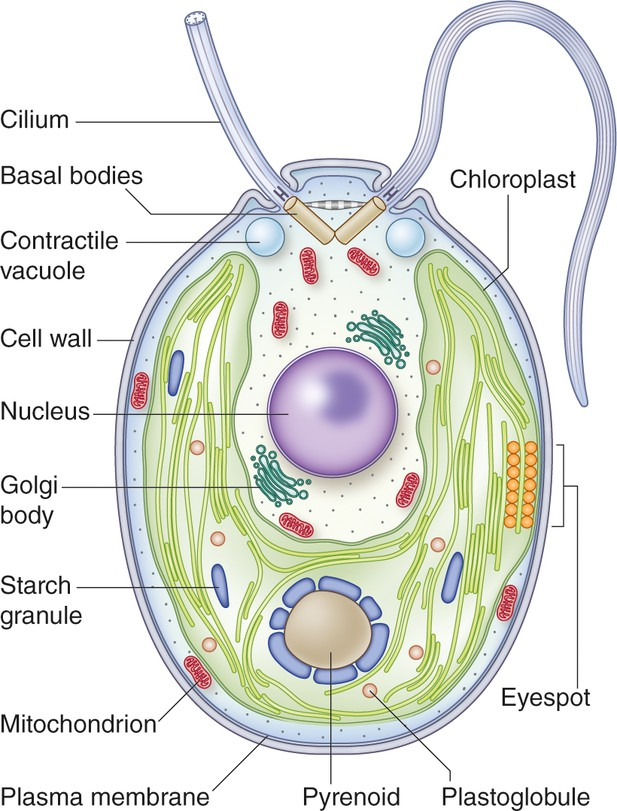 Cilium
Basal bodies
Chloroplast
Contractile
vacuole
Cell wall
Nucleus
Golgi
body
Starch
granule
Eyespot
Mitochondrion
Plasma membrane
Pyrenoid
Plastoglobule